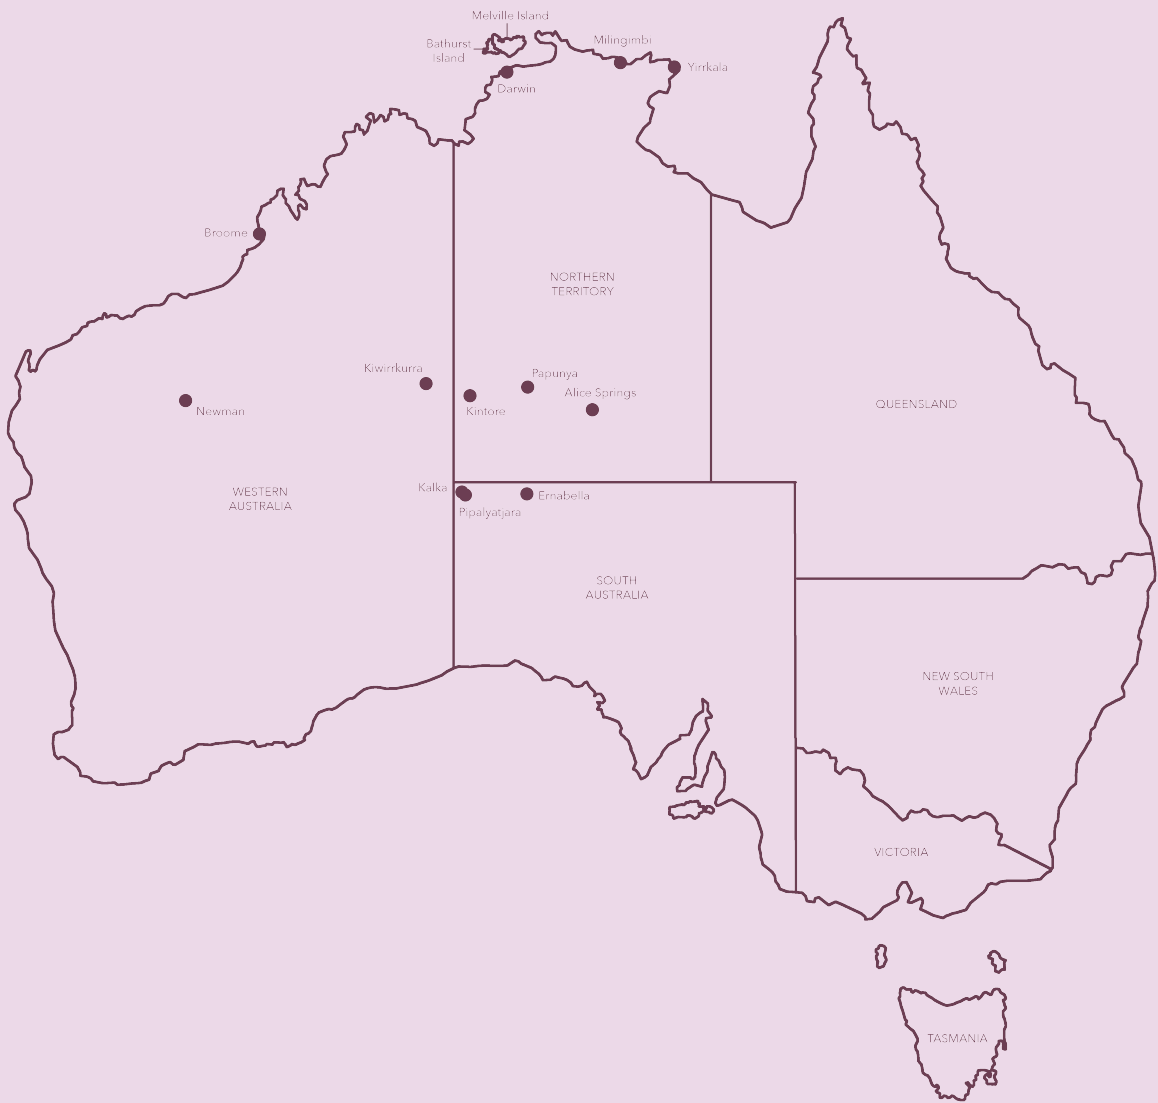 Melville Island
Bathurst
Island
Milingimbi
Yirrkala
Darwin
Broome
NORTHERN
TERRITORY
Kiwirrkurra
Papunya
Alice Springs
Kintore
Newman
QUEENSLAND
Kalka
WESTERN
AUSTRALIA
Ernabella
Pipalyatjara
SOUTH
AUSTRALIA
NEW SOUTH
WALES
VICTORIA
TASMANIA